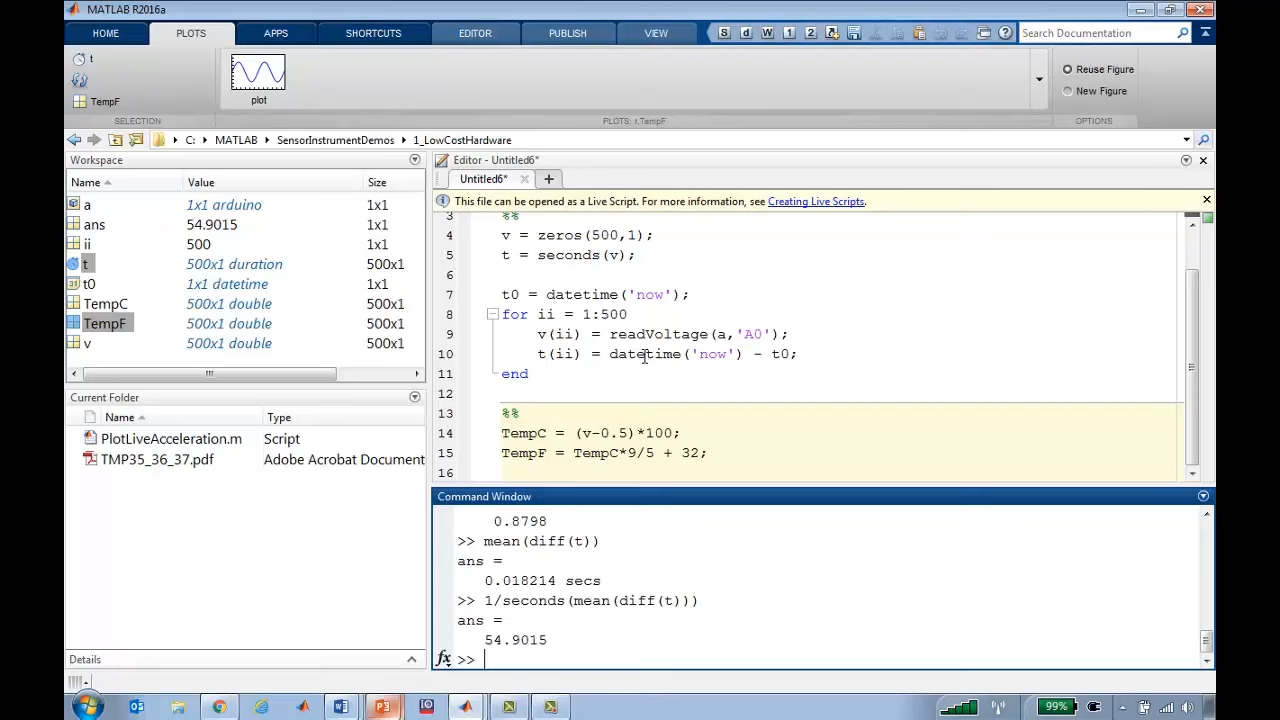 MATLAB R2016a
HOME PLOTS APPS SHORTCUTS EDITOR PUBLISH VIEW Search Documentation
t
TempF
plot
Reuse Figure
New Figure
SELECTION PLOTS: t,TempF OPTIONS
C: MATLAB SensorInstrumentDemos 1_LowCostHardware
Workspace
Name Value Size
a 1x1 arduino 1x1
ans 54.9015 1x1
ii 500 1x1
t 500x1 duration 500x1
t0 1x1 datetime 1x1
TempC 500x1 double 500x1
TempF 500x1 double 500x1
v 500x1 double 500x1
Current Folder
Name Type
PlotLiveAcceleration.m Script
TMP35_36_37.pdf Adobe Acrobat Document
Details
Editor - Untitled6*
Untitled6*
This file can be opened as a Live Script. For more information, see Creating Live Scripts.
3 %%
4 v = zeros(500,1);
5 t = seconds(v);
6
7 t0 = datetime('now');
8 for ii = 1:500
9 v(ii) = readVoltage(a,'A0');
10 t(ii) = datetime('now') - t0;
11 end
12
13 %%
14 TempC = (v-0.5)*100;
15 TempF = TempC*9/5 + 32;
16
Command Window
0.8798
>> mean(diff(t))
ans =
0.018214 secs
>> 1/seconds(mean(diff(t)))
ans =
54.9015
fx >>
99%